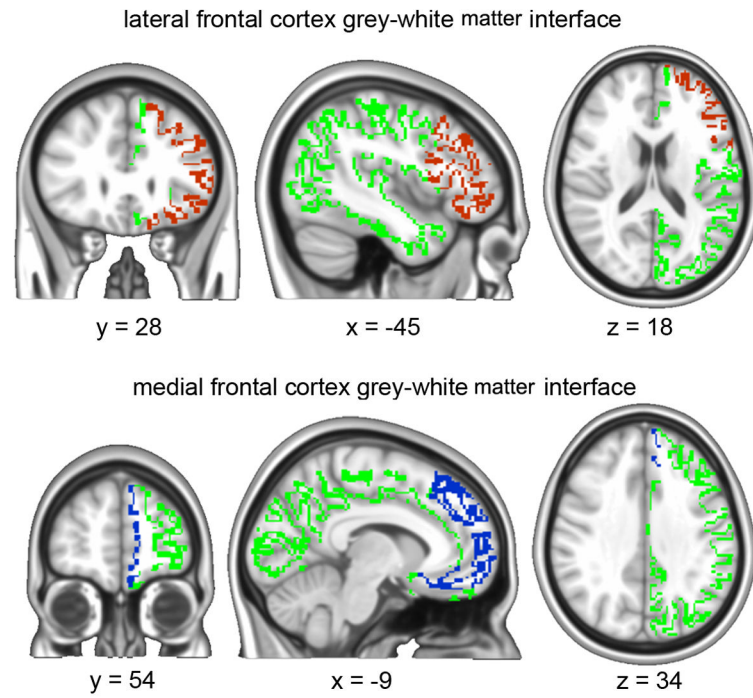 lateral frontal cortex grey-white matter interface
y = 28
x = -45
z = 18
medial frontal cortex grey-white matter interface
y = 54
x = -9
z = 34